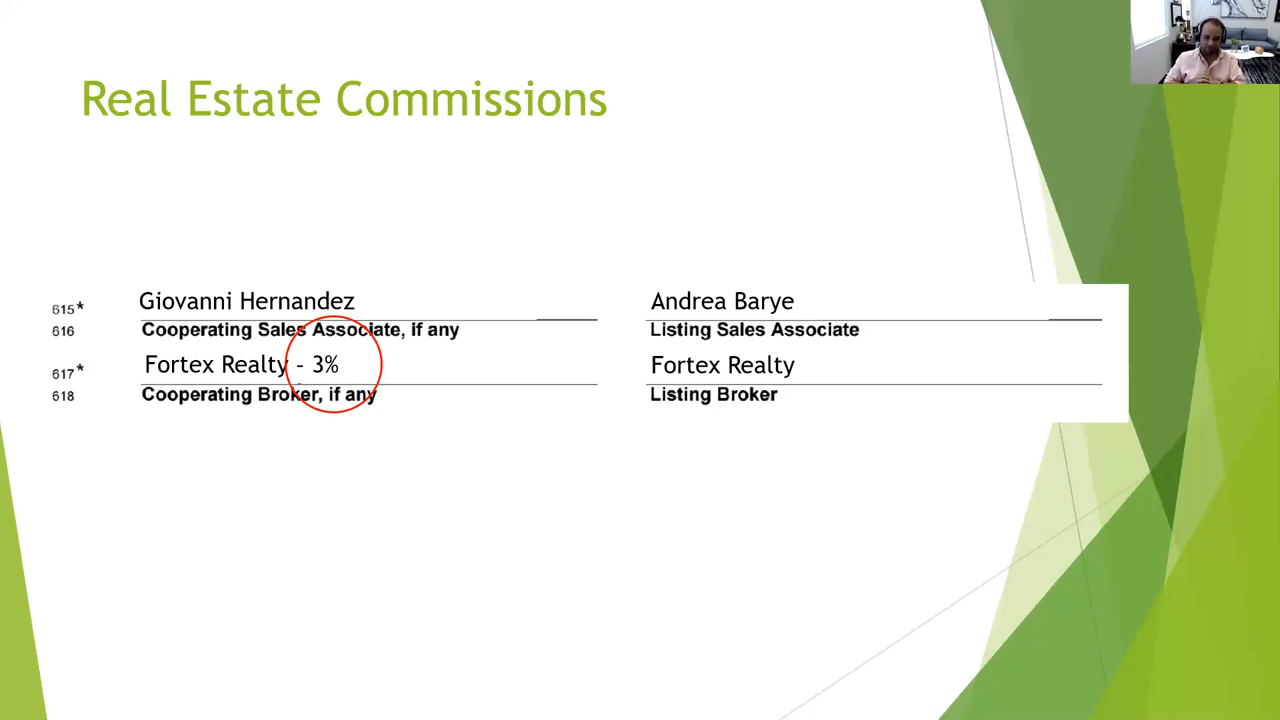 Real Estate Commissions
615* Giovanni Hernandez Andrea Barye
616 Cooperating Sales Associate, if any Listing Sales Associate
617* Fortex Realty - 3% Fortex Realty
618 Cooperating Broker, if any Listing Broker